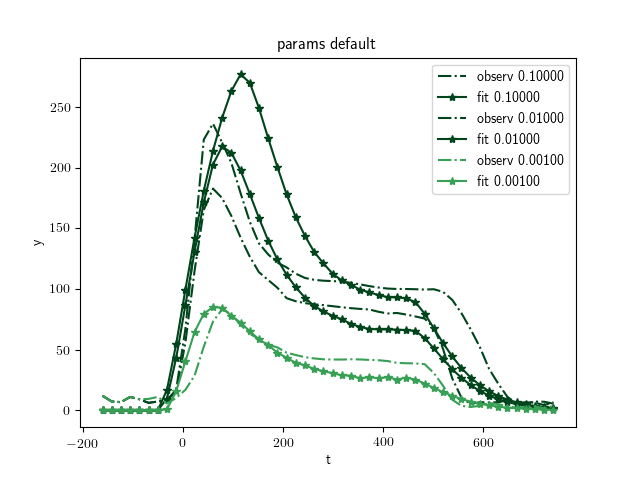 params default
y
250
200
150
100
50
0
−200
0
200
400
600
t
observ 0.10000
fit 0.10000
observ 0.01000
fit 0.01000
observ 0.00100
fit 0.00100